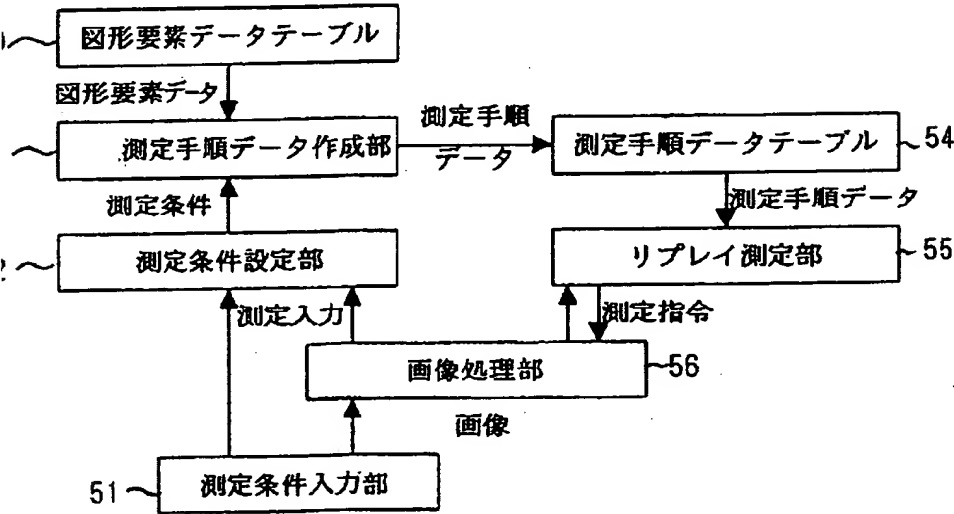 図形要素データテーブル
図形要素データ
測定手順データ作成部
測定手順
データ
測定手順データテーブル
54
測定条件
測定手順データ
測定条件設定部
リプレイ測定部
55
測定入力
測定指令
画像処理部
56
画像
51
測定条件入力部